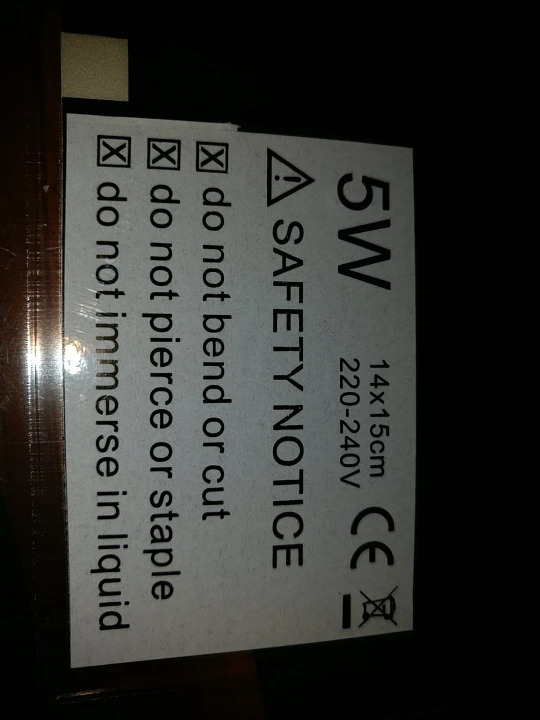 5W 14x15cm CE
220-240V
SAFETY NOTICE
do not bend or cut
do not pierce or staple
do not immerse in liquid